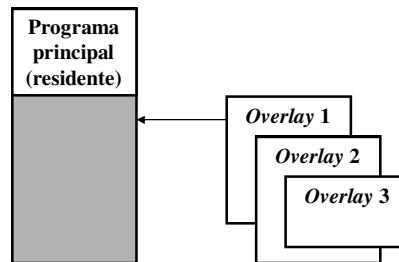 Programa
principal
(residente)
Overlay 1
Overlay 2
Overlay 3